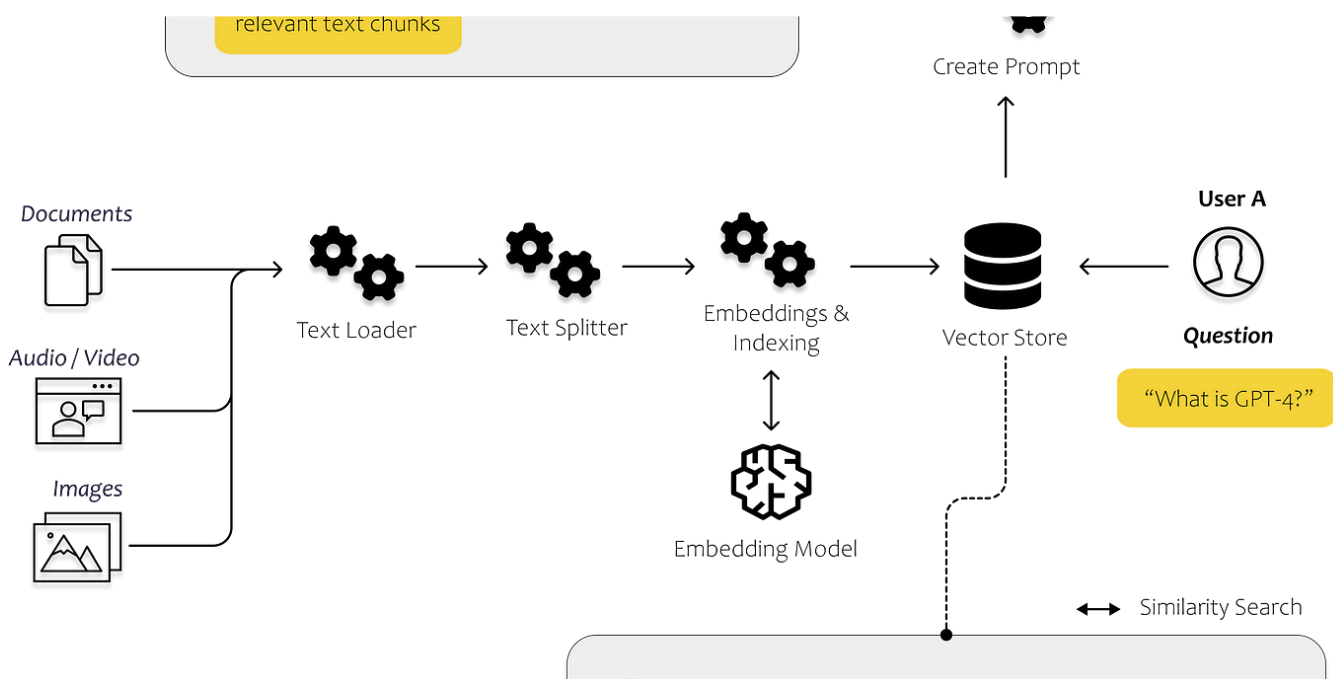 relevant text chunks
Create Prompt
Documents
User A
Text Loader
Text Splitter
Embeddings &
Indexing
Vector Store
Question
Audio / Video
“What is GPT-4?”
Images
Embedding Model
Similarity Search